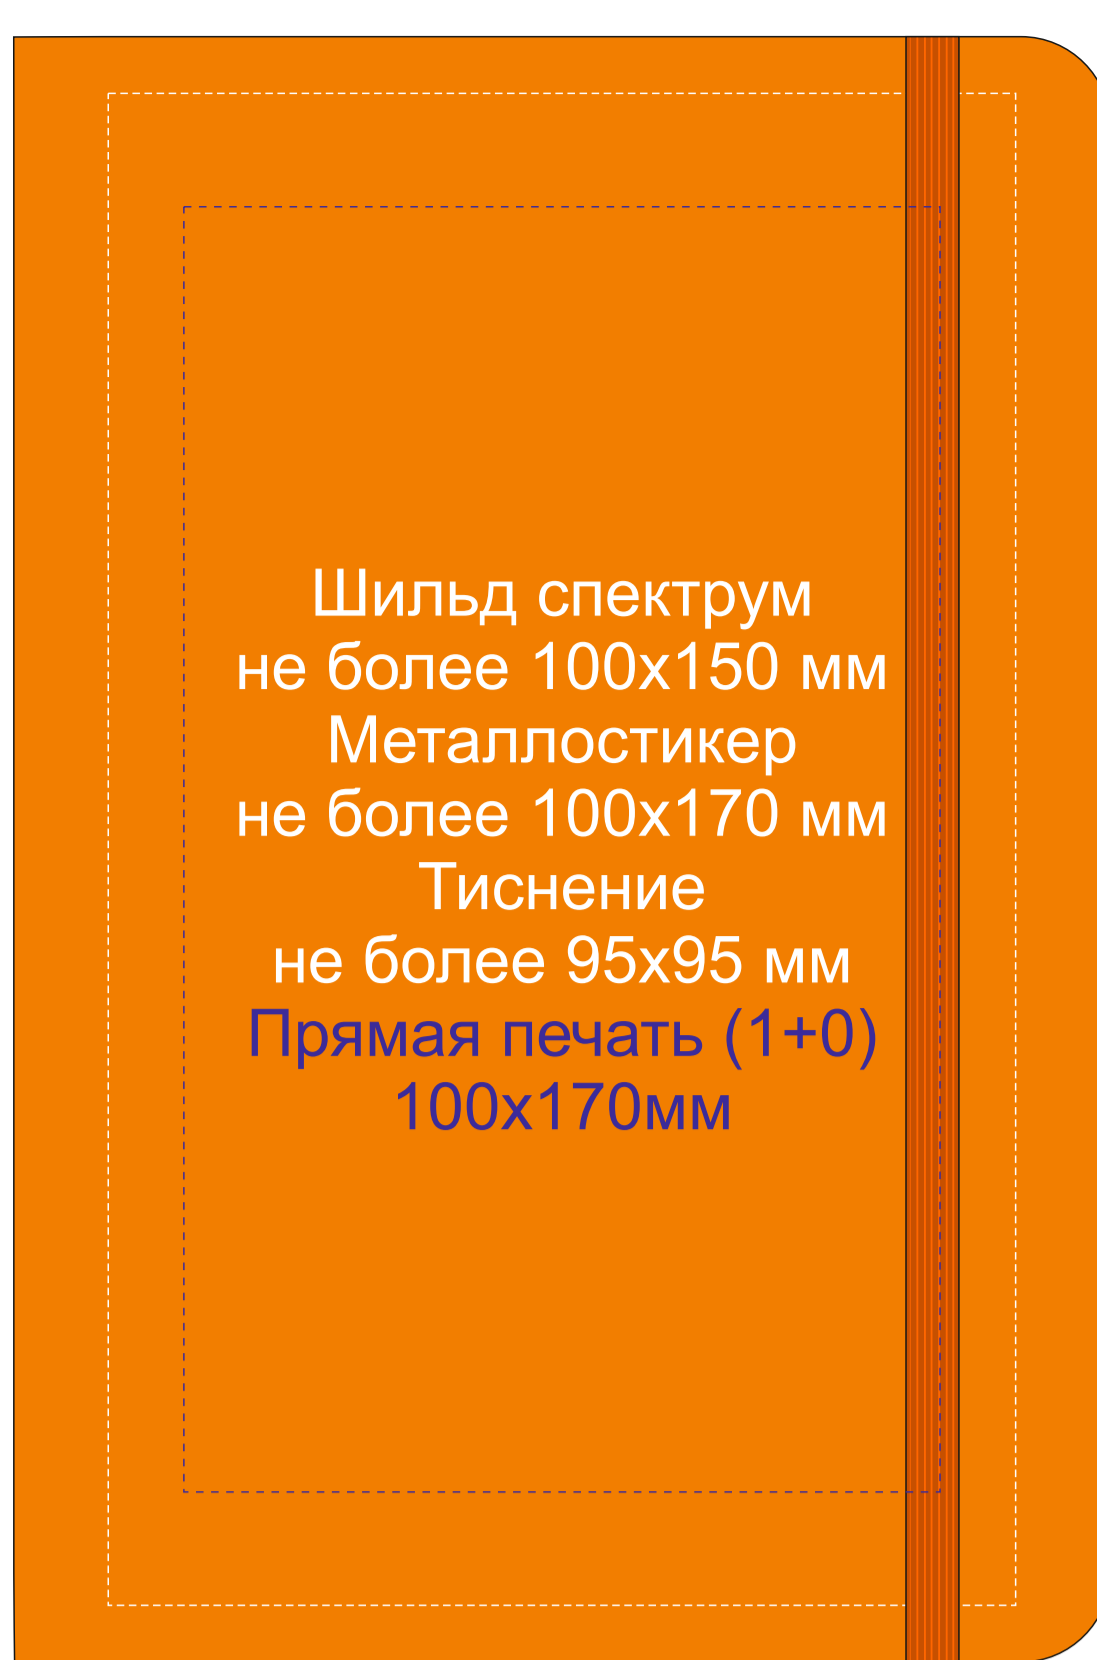 Шильд спектрум
не более 100х150 мм
Металлостикер
не более 100х170 мм
Тиснение
не более 95х95 мм
Прямая печать (1+0)
100х170мм